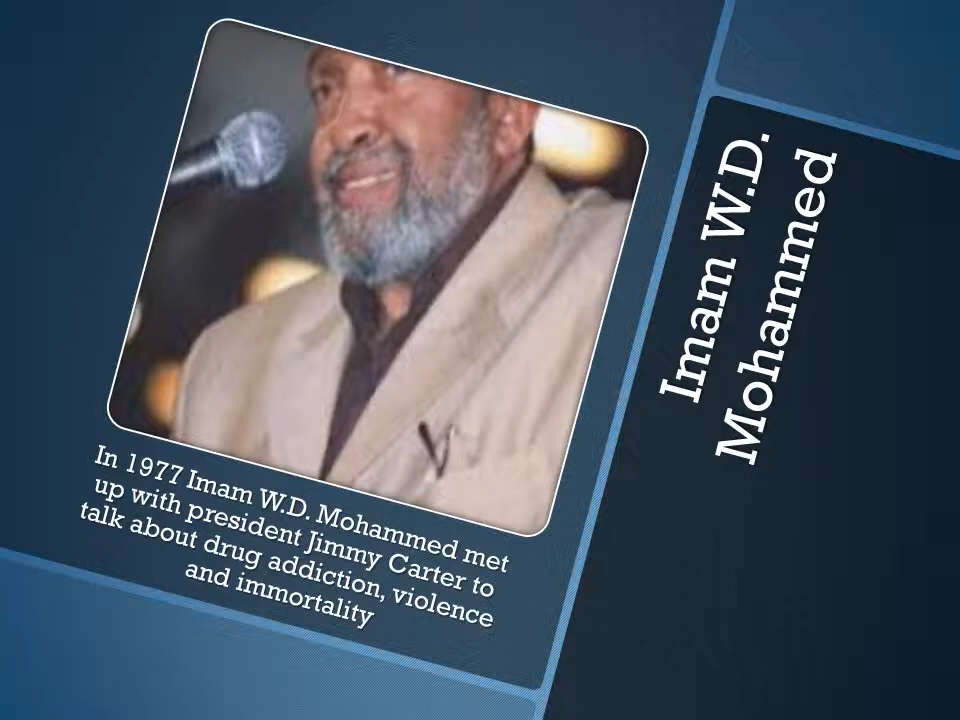 Imam W.D.
Mohammed
In 1977 Imam W.D. Mohammed met
up with president Jimmy Carter to
talk about drug addiction, violence
and immortality